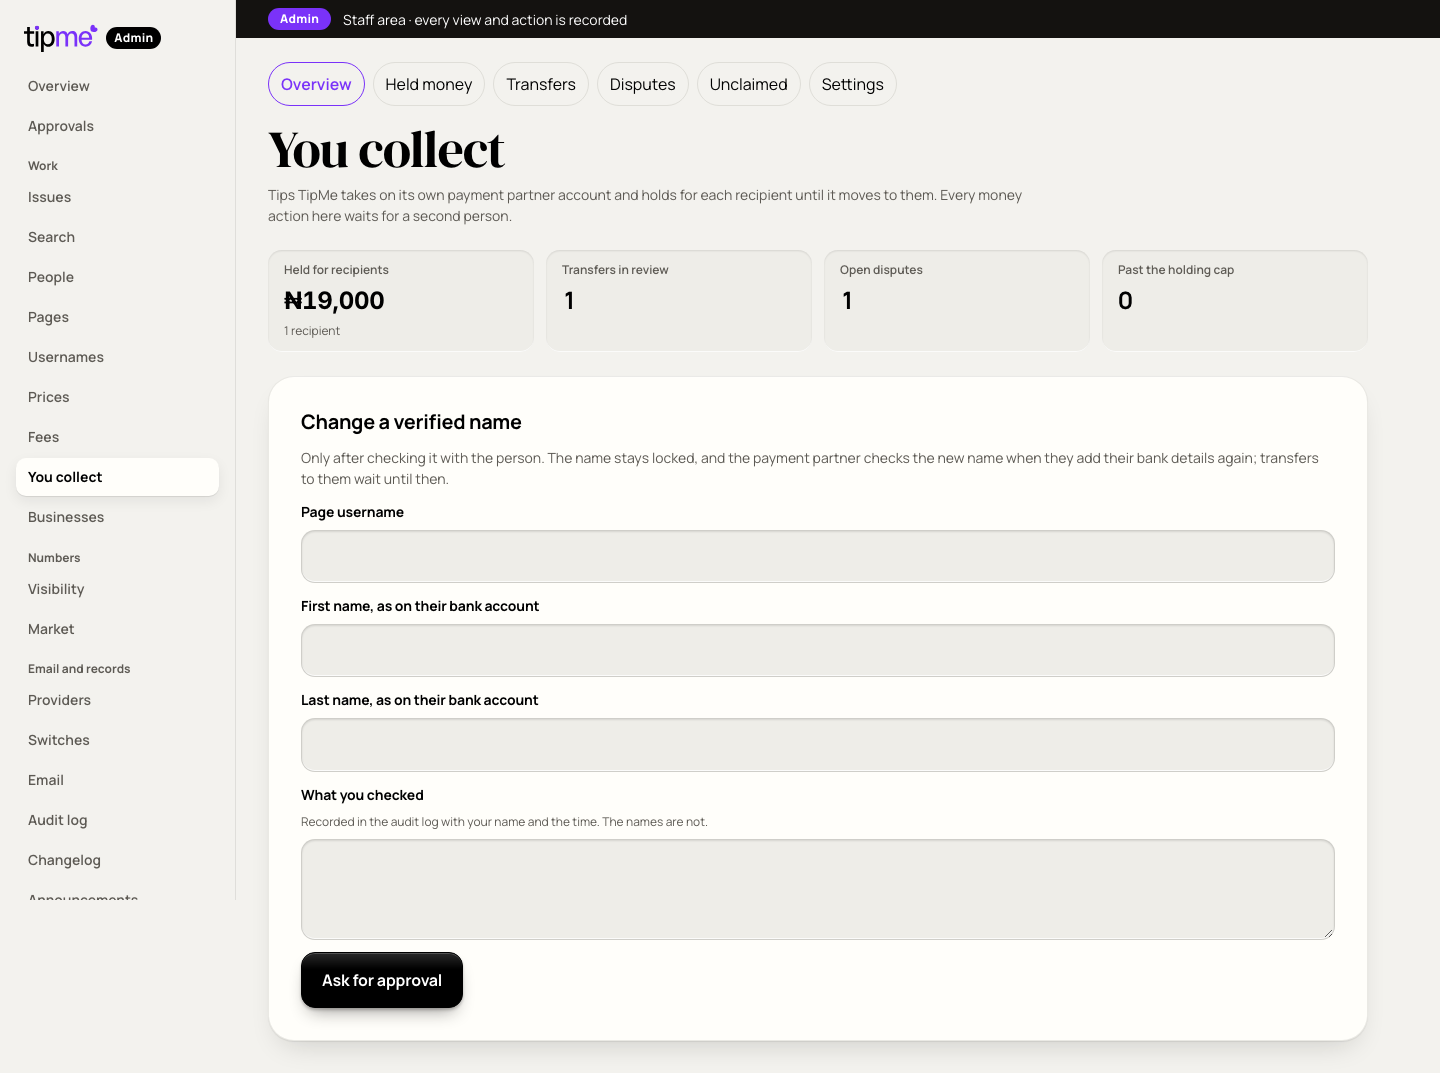 tipme Admin
Overview
Approvals
Work
Issues
Search
People
Pages
Usernames
Prices
Fees
You collect
Businesses
Numbers
Visibility
Market
Email and records
Providers
Switches
Email
Audit log
Changelog
Announcements
Admin Staff area · every view and action is recorded
Overview Held money Transfers Disputes Unclaimed Settings
You collect
Tips TipMe takes on its own payment partner account and holds for each recipient until it moves to them. Every money
action here waits for a second person.
Held for recipients
₦19,000
1 recipient
Transfers in review
1
Open disputes
1
Past the holding cap
0
Change a verified name
Only after checking it with the person. The name stays locked, and the payment partner checks the new name when they add their bank details again; transfers
to them wait until then.
Page username
First name, as on their bank account
Last name, as on their bank account
What you checked
Recorded in the audit log with your name and the time. The names are not.
Ask for approval